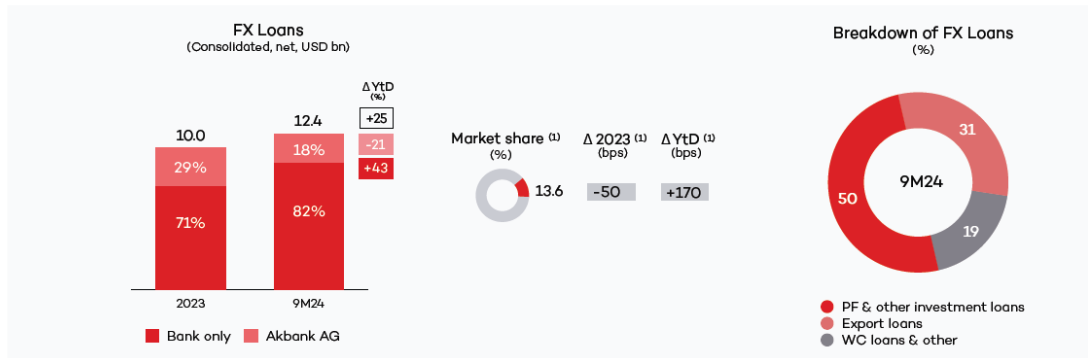 FX Loans
(Consolidated, net, USD bn)
Δ YtD
(%)
+25
-21
+43
10.0
29%
71%
12.4
18%
82%
2023
9M24
Bank only
Akbank AG
Market share (1)
(%)
13.6
Δ 2023 (1)
(bps)
-50
Δ YtD (1)
(bps)
+170
Breakdown of FX Loans
(%)
31
50
9M24
19
PF & other investment loans
Export loans
WC loans & other